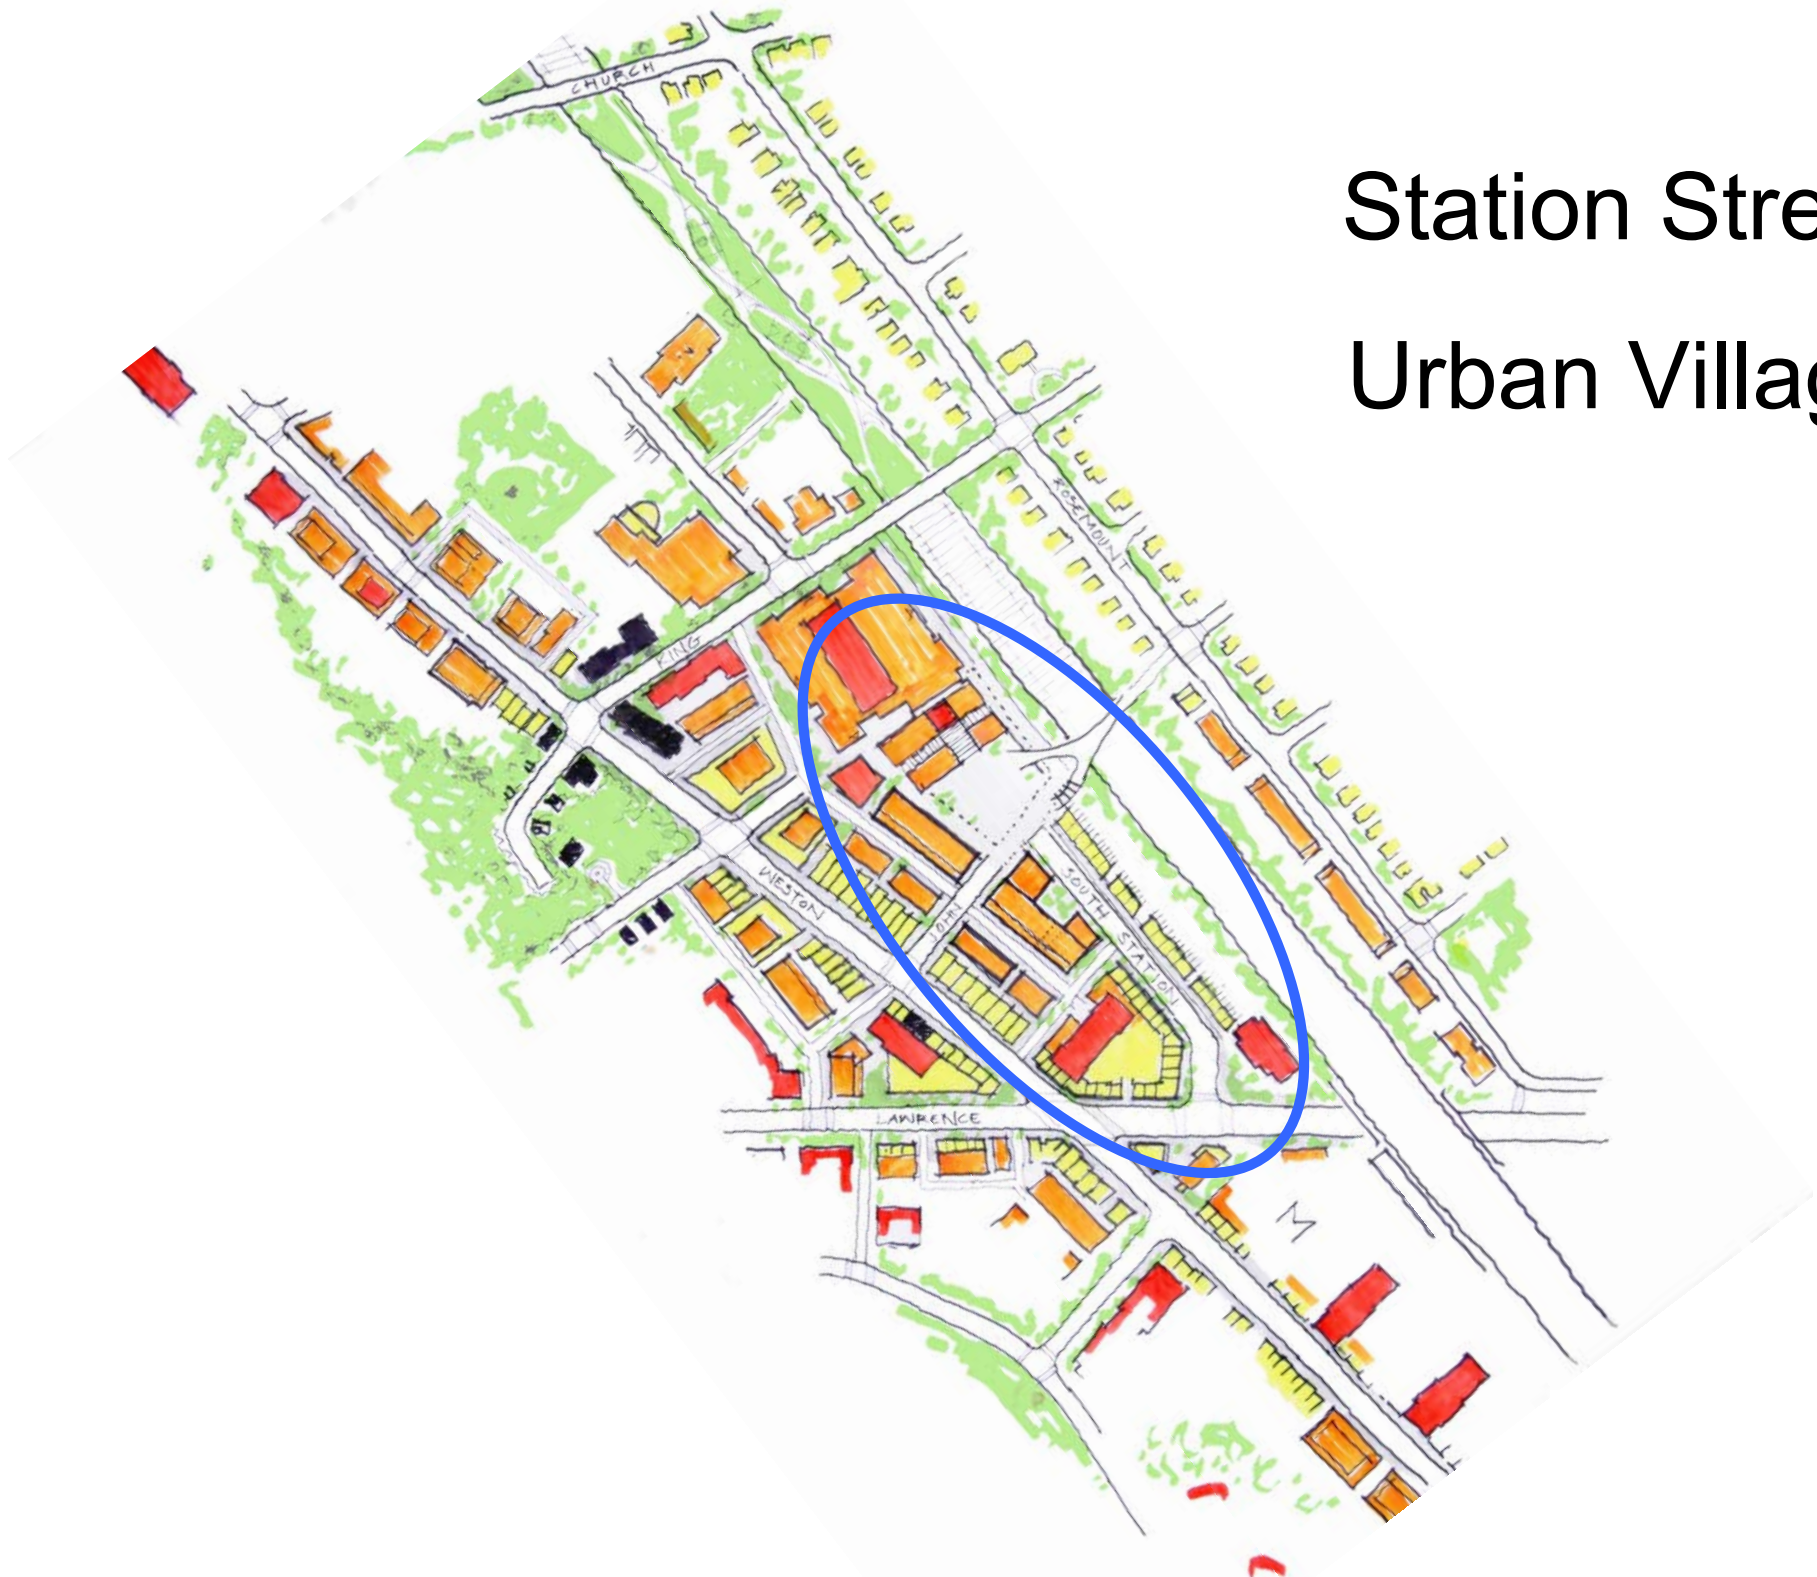 CHURCH
Station Stre
Urban Villag
ROSEMOUNT
KING
WESTON
JOHN
SOUTH STATION
LAWRENCE
M